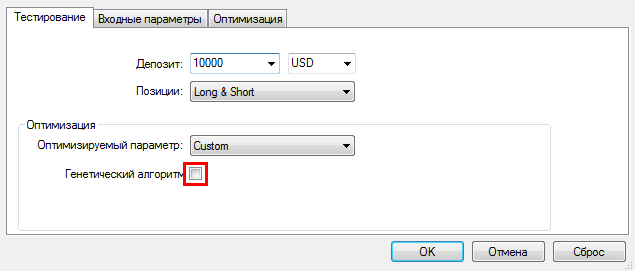 Тестирование Входные параметры Оптимизация
Депозит: 10000 USD
Позиции: Long & Short
Оптимизация
Оптимизируемый параметр: Custom
Генетический алгоритм
OK Отмена Сброс